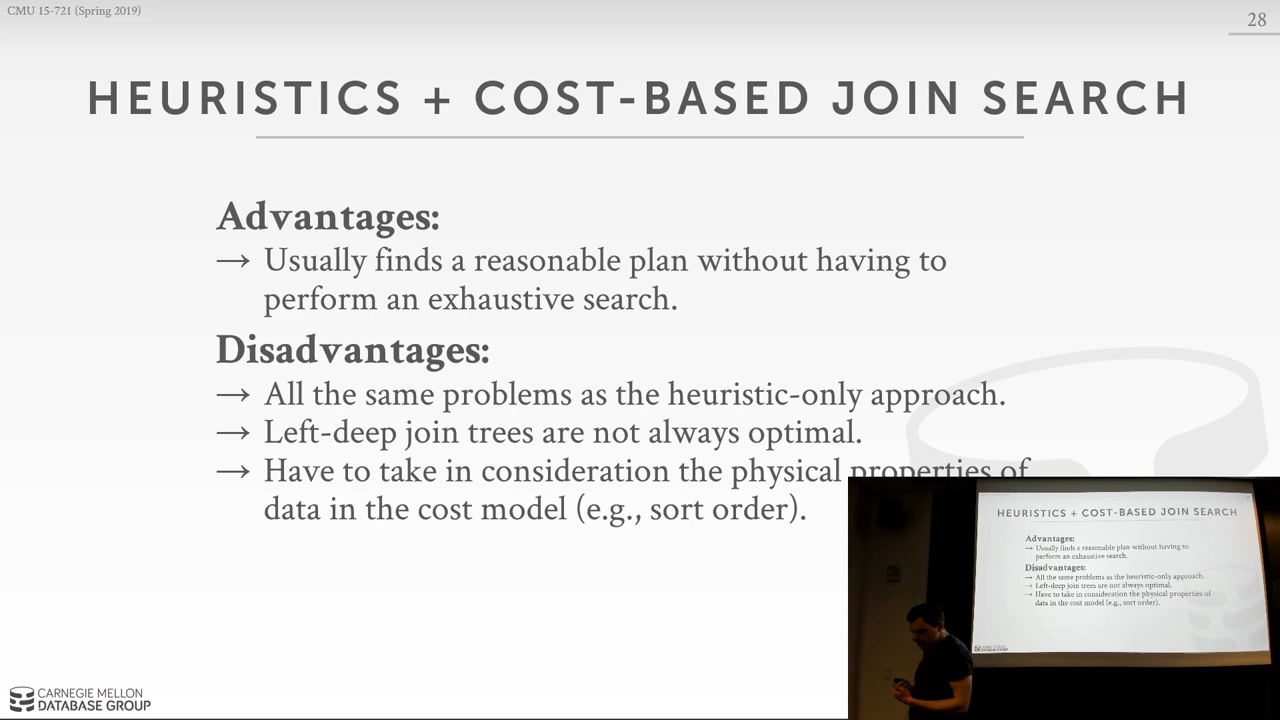 CMU 15-721 (Spring 2019)
28
HEURISTICS + COST-BASED JOIN SEARCH
Advantages:
→ Usually finds a reasonable plan without having to
perform an exhaustive search.
Disadvantages:
→ All the same problems as the heuristic-only approach.
→ Left-deep join trees are not always optimal.
→ Have to take in consideration the physical properties of
data in the cost model (e.g., sort order).
CARNEGIE MELLON
DATABASE GROUP
HEURISTICS + COST-BASED JOIN SEARCH
Advantages:
→ Usually finds a reasonable plan without having to
perform an exhaustive search.
Disadvantages:
→ All the same problems as the heuristic-only approach.
→ Left-deep join trees are not always optimal.
→ Have to take in consideration the physical properties of
data in the cost model (e.g., sort order).